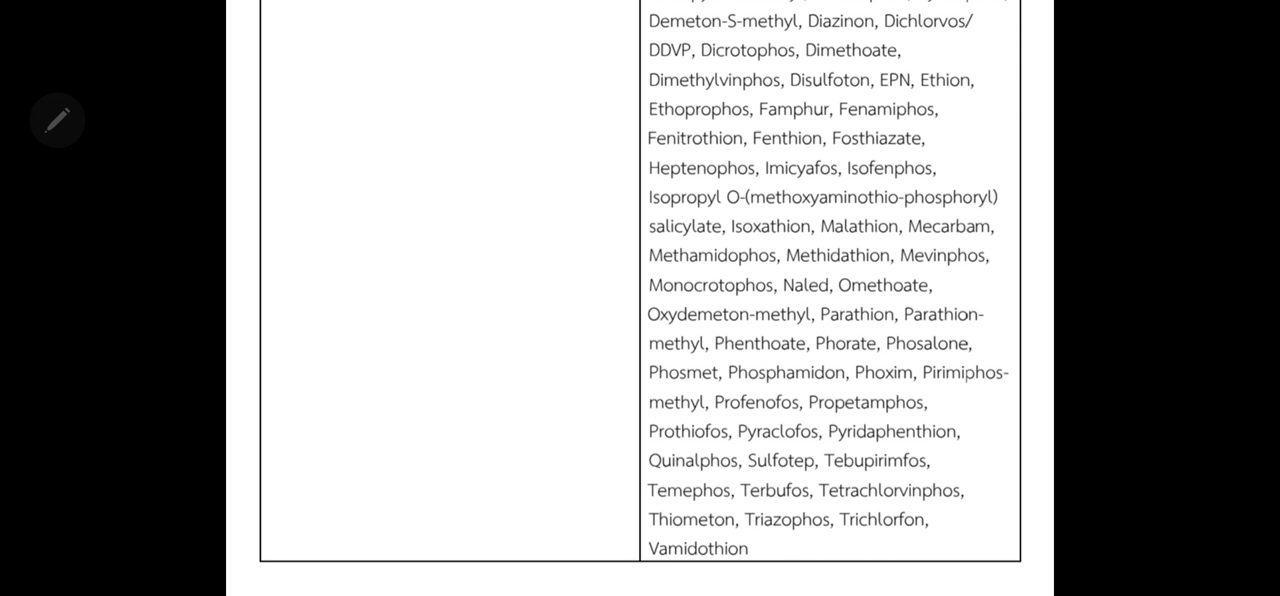 Demeton-S-methyl, Diazinon, Dichlorvos/
DDVP, Dicrotophos, Dimethoate,
Dimethylvinphos, Disulfoton, EPN, Ethion,
Ethoprophos, Famphur, Fenamiphos,
Fenitrothion, Fenthion, Fosthiazate,
Heptenophos, Imicyafos, Isofenphos,
Isopropyl O-(methoxyaminothio-phosphoryl)
salicylate, Isoxathion, Malathion, Mecarbam,
Methamidophos, Methidathion, Mevinphos,
Monocrotophos, Naled, Omethoate,
Oxydemeton-methyl, Parathion, Parathion-
methyl, Phenthoate, Phorate, Phosalone,
Phosmet, Phosphamidon, Phoxim, Pirimiphos-
methyl, Profenofos, Propetamphos,
Prothiofos, Pyraclofos, Pyridaphenthion,
Quinalphos, Sulfotep, Tebupirimfos,
Temephos, Terbufos, Tetrachlorvinphos,
Thiometon, Triazophos, Trichlorfon,
Vamidothion